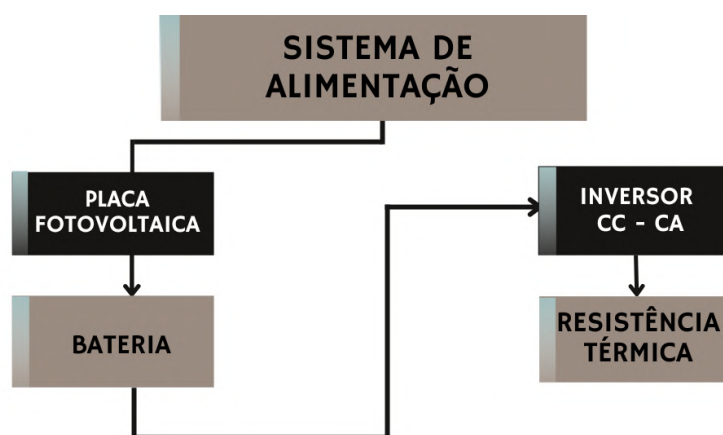 SISTEMA DE
ALIMENTAÇÃO
PLACA
FOTOVOLTAICA
INVERSOR
CC - CA
BATERIA
RESISTÊNCIA
TÉRMICA